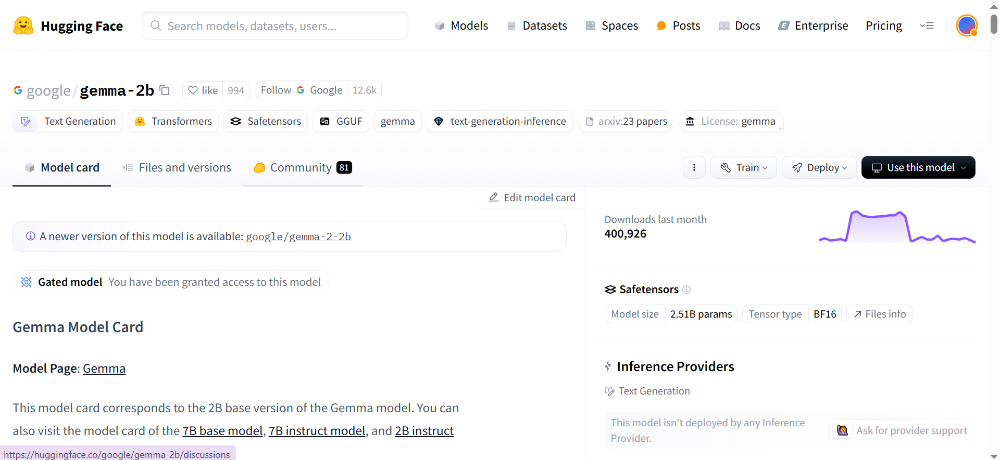 Hugging Face
Search models, datasets, users...
Models
Datasets
Spaces
Posts
Docs
Enterprise
Pricing
google/gemma-2b
like 994
Follow Google 12.6k
Text Generation
Transformers
Safetensors
GGUF
gemma
text-generation-inference
arxiv:23 papers
License: gemma
Model card
Files and versions
Community 81
Train
Deploy
Use this model
Edit model card
A newer version of this model is available: google/gemma-2-2b
Gated model You have been granted access to this model
Gemma Model Card
Model Page: Gemma
This model card corresponds to the 2B base version of the Gemma model. You can
also visit the model card of the 7B base model, 7B instruct model, and 2B instruct
Downloads last month
400,926
Safetensors
Model size 2.51B params
Tensor type BF16
Files info
Inference Providers
Text Generation
This model isn't deployed by any Inference
Provider.
Ask for provider support
https://huggingface.co/google/gemma-2b/discussions